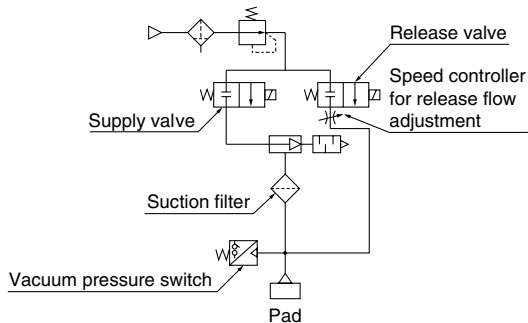 Release valve
Speed controller
for release flow
adjustment
Supply valve
Suction filter
Vacuum pressure switch
Pad